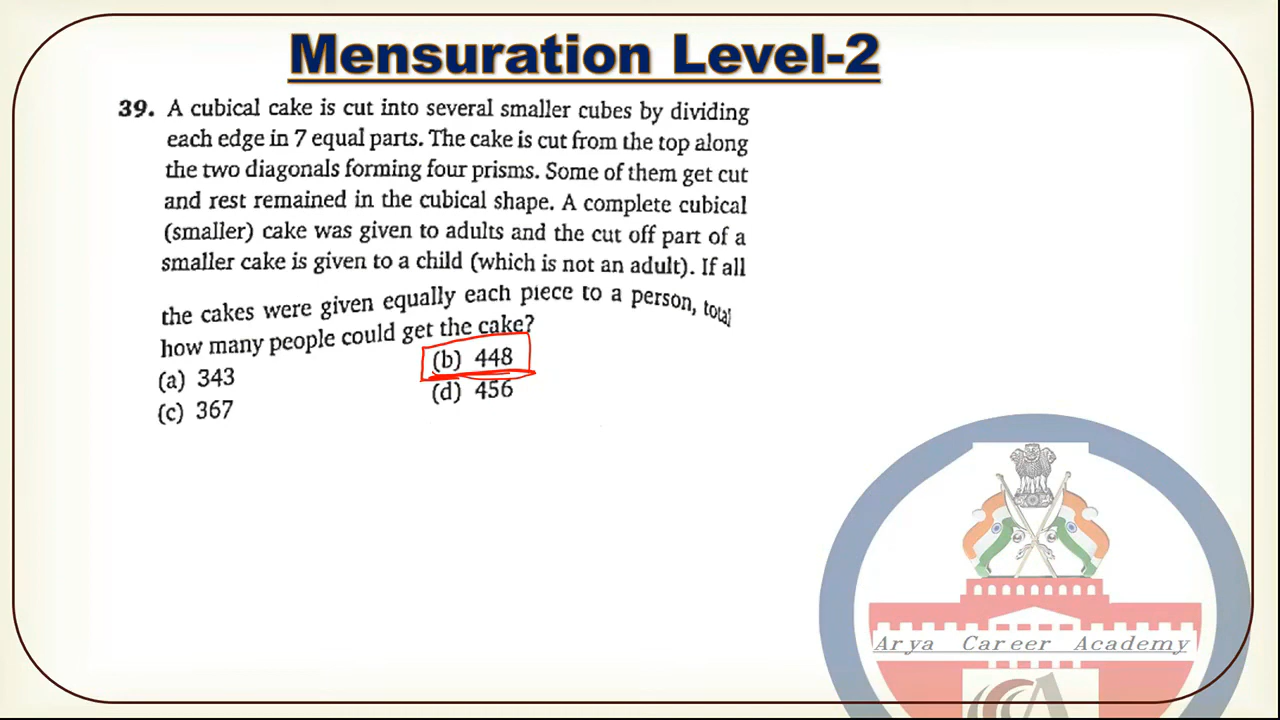 Mensuration Level-2
39. A cubical cake is cut into several smaller cubes by dividing
each edge in 7 equal parts. The cake is cut from the top along
the two diagonals forming four prisms. Some of them get cut
and rest remained in the cubical shape. A complete cubical
(smaller) cake was given to adults and the cut off part of a
smaller cake is given to a child (which is not an adult). If all
the cakes were given equally each piece to a person, total
how many people could get the cake?
(a) 343 (b) 448
(c) 367 (d) 456
Arya Career Academy